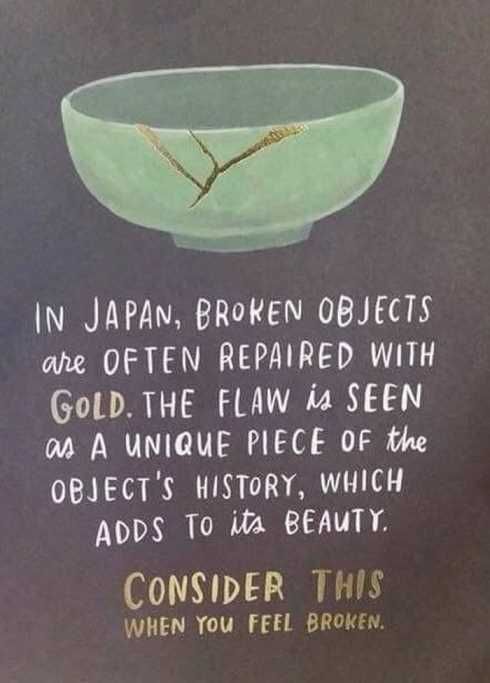 IN JAPAN, BROKEN OBJECTS
are OFTEN REPAIRED WITH
GOLD. THE FLAW is SEEN
as A UNIQUE PIECE OF the
OBJECT'S HISTORY, WHICH
ADDS TO its BEAUTY.
CONSIDER THIS
WHEN YOU FEEL BROKEN.